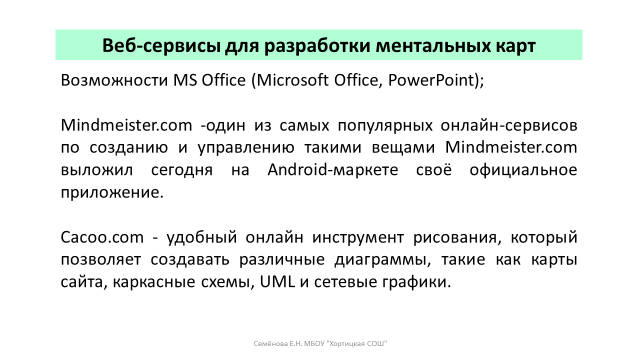 Веб-сервисы для разработки ментальных карт
Возможности MS Office (Microsoft Office, PowerPoint);
Mindmeister.com -один из самых популярных онлайн-сервисов
по созданию и управлению такими вещами Mindmeister.com
выложил сегодня на Android-маркете своё официальное
приложение.
Cacoo.com - удобный онлайн инструмент рисования, который
позволяет создавать различные диаграммы, такие как карты
сайта, каркасные схемы, UML и сетевые графики.
Семёнова Е.Н. МБОУ "Хортицкая СОШ"